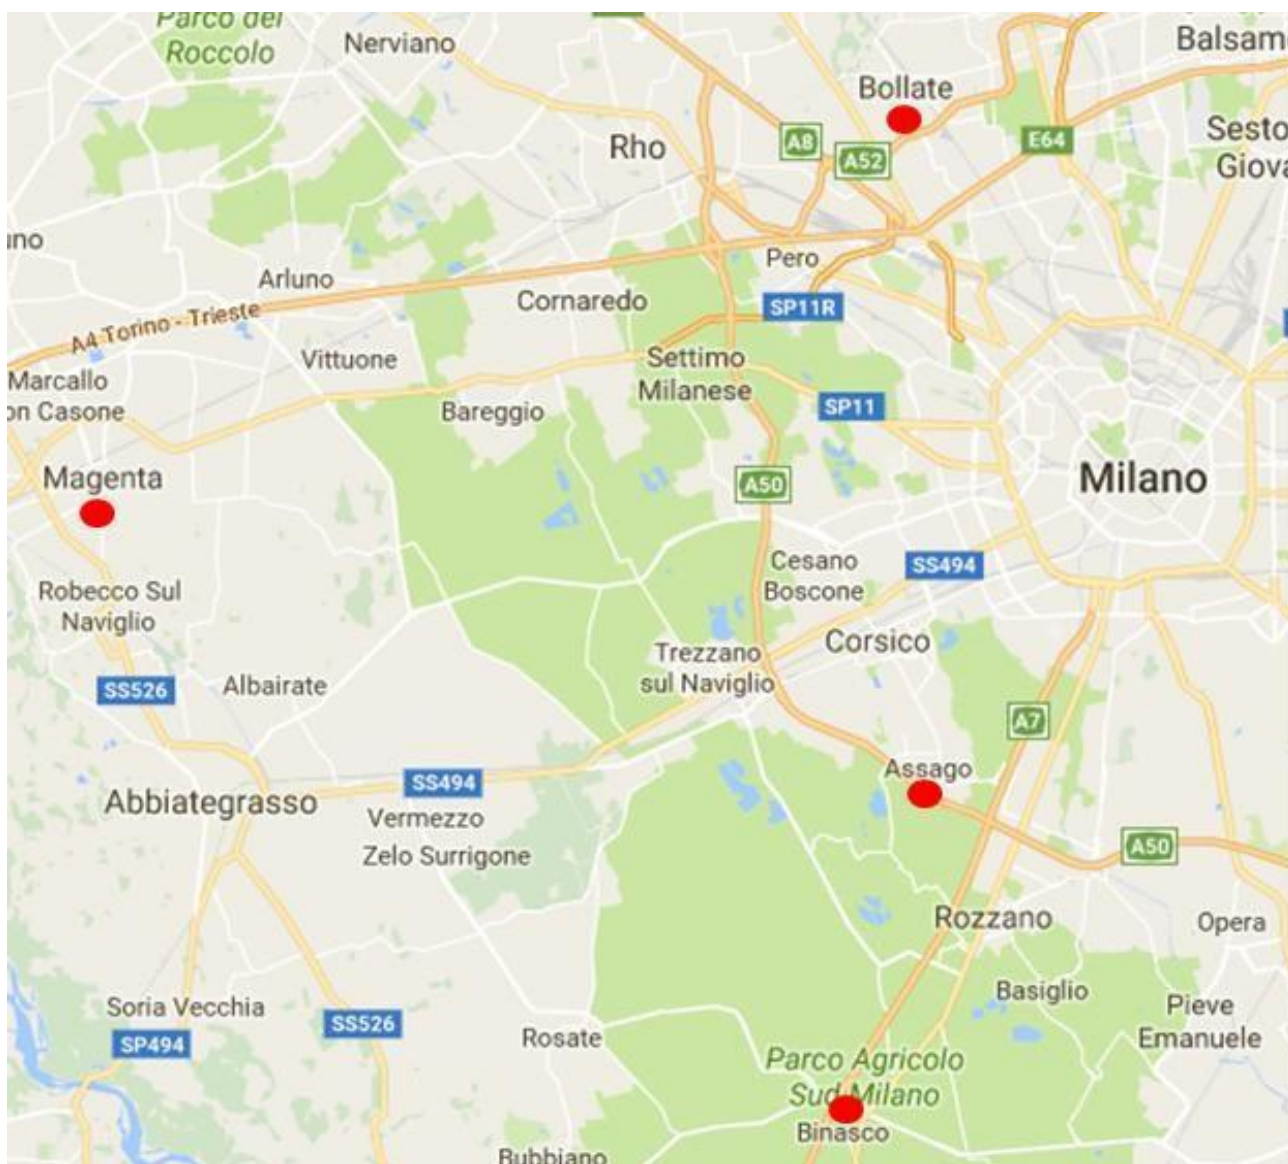 Parco del
Roccolo
Nerviano
Balsam
Bollate
Rho
A8
A52
E64
Sesto
Giova
uno
Arluno
Pero
Cornaredo
SP11R
A4 Torino - Trieste
Vittuone
Settimo
Milanese
Marcallo
on Casone
Bareggio
SP11
Magenta
A50
Milano
Cesano
Boscone
SS494
Robecco Sul
Naviglio
Corsico
Trezzano
sul Naviglio
SS526
Albairate
A7
Assago
SS494
Abbiategrasso
Vermezzo
A50
Zelo Surrigone
Rozzano
Opera
Basiglio
Soria Vecchia
Pieve
Emanuele
SS526
SP494
Rosate
Parco Agricolo
Sud Milano
Binasco
Bubbiano